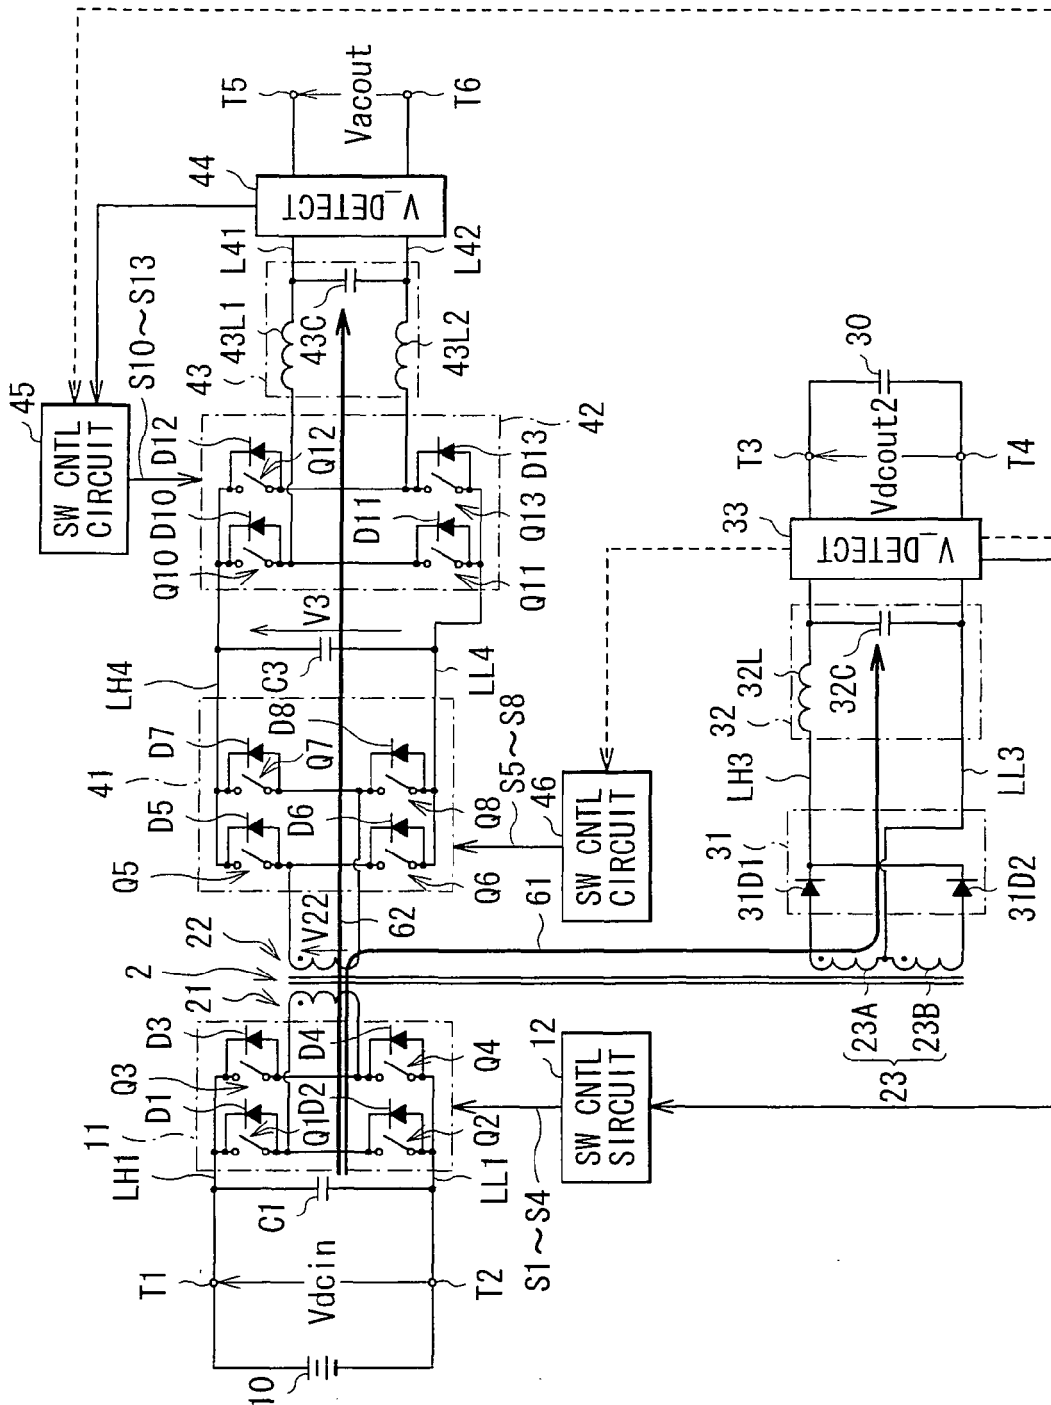 10
T1
Vdcin
T2
C1
LH1
LL1
11
D1
Q3
D3
Q1
D2
D4
Q2
Q4
S1～S4
12
SW CNTL
SIRCUIT
21
2
22
V22
62
61
23A
23B
23
Q5
D5
41
D7
D6
Q7
D8
Q6
Q8
S5～S8
46
SW CNTL
CIRCUIT
LH4
C3
V3
LL4
Q10
D10
D12
Q12
D11
Q11
Q13
D13
42
45
SW CNTL
CIRCUIT
S10～S13
43
43L1
43C
43L2
L41
L42
44
V_DETECT
T5
Vacout
T6
31
31D1
31D2
LH3
LL3
32
32L
32C
33
V_DETECT
T3
Vdcout2
T4
30